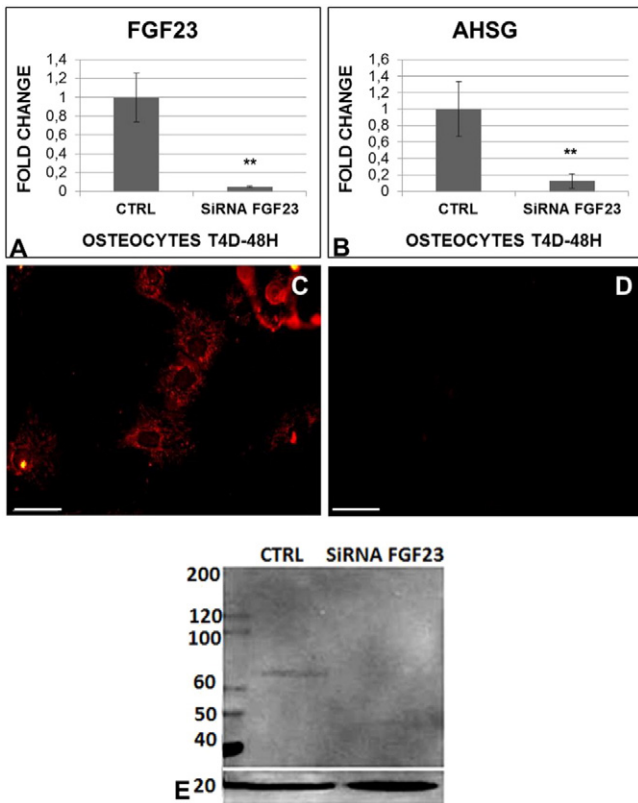 FGF23
FOLD CHANGE
1,4
1,2
1
0,8
0,6
0,4
0,2
0
**
CTRL SiRNA FGF23
A OSTEOCYTES T4D-48H
AHSG
FOLD CHANGE
1,6
1,4
1,2
1
0,8
0,6
0,4
0,2
0
**
CTRL SiRNA FGF23
B OSTEOCYTES T4D-48H
C
D
CTRL SiRNA FGF23
200
120
100
60
50
40
E 20